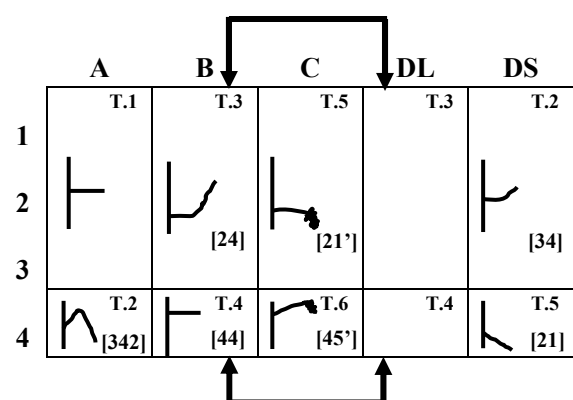 A B C DL DS
T.1 T.3 T.5 T.3 T.2
1
2
[24] [21’] [34]
3
T.2 T.4 T.6 T.4 T.5
4 [342] [44] [45’] [21]